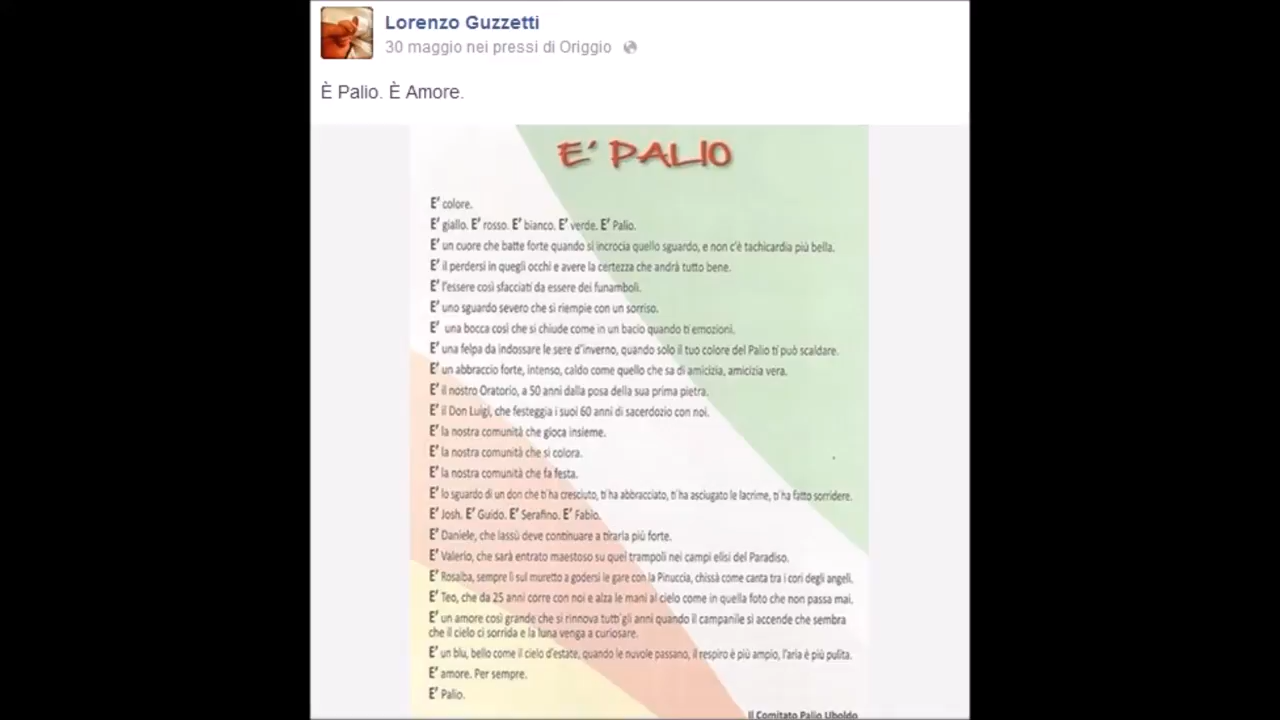 Lorenzo Guzzetti
30 maggio nei pressi di Origgio
È Palio. È Amore.
E' PALIO
E' colore.
E' giallo. E' rosso. E' bianco. E' verde. E' Palio.
E' un cuore che batte forte quando si incrocia quello sguardo, e non c'è tachicardia più bella.
E' il perdersi in quegli occhi e avere la certezza che andrà tutto bene.
E' l'essere così sfacciati da essere dei funamboli.
E' uno sguardo severo che si riempie con un sorriso.
E' una bocca così che si chiude come in un bacio quando ti emozioni.
E' una felpa da indossare le sere d'inverno, quando solo il tuo colore del Palio ti può scaldare.
E' un abbraccio forte, intenso, caldo come quello che sa di amicizia, amicizia vera.
E' il nostro Oratorio, a 50 anni dalla posa della sua prima pietra.
E' il Don Luigi, che festeggia i suoi 60 anni di sacerdozio con noi.
E' la nostra comunità che gioca insieme.
E' la nostra comunità che si colora.
E' la nostra comunità che fa festa.
E' lo sguardo di un don che ti ha cresciuto, ti ha abbracciato, ti ha asciugato le lacrime, ti ha fatto sorridere.
E' Josh. E' Guido. E' Serafino. E' Fabio.
E' Daniele, che lassù deve continuare a tirarla più forte.
E' Valerio, che sarà entrato maestoso su quei trampoli nei campi elisi del Paradiso.
E' Rosalba, sempre lì sul muretto a godersi le gare con la Pinuccia, chissà come canta tra i cori degli angeli.
E' Teo, che da 25 anni corre con noi e alza le mani al cielo come in quella foto che non passa mai.
E' un amore così grande che si rinnova tutti gli anni quando il campanile si accende che sembra
che il cielo ci sorrida e la luna venga a curiosare.
E' un blu, bello come il cielo d'estate, quando le nuvole passano, il respiro è più ampio, l'aria è più pulita.
E' amore. Per sempre.
E' Palio.
Il Comitato Palio Uboldo